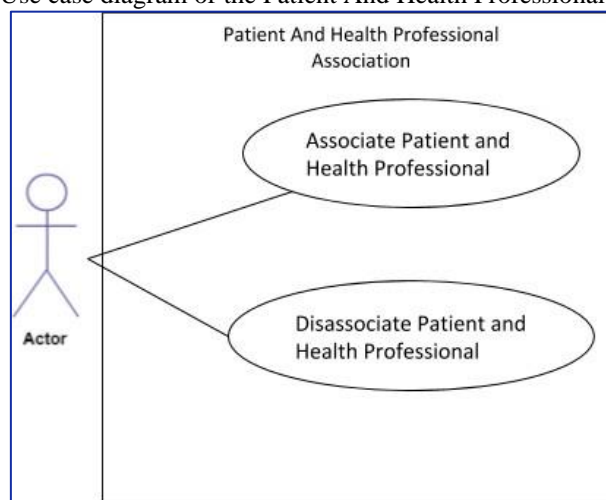 Use case diagram of the Patient And Health Professional
Patient And Health Professional
Association
Associate Patient and
Health Professional
Actor
Disassociate Patient and
Health Professional